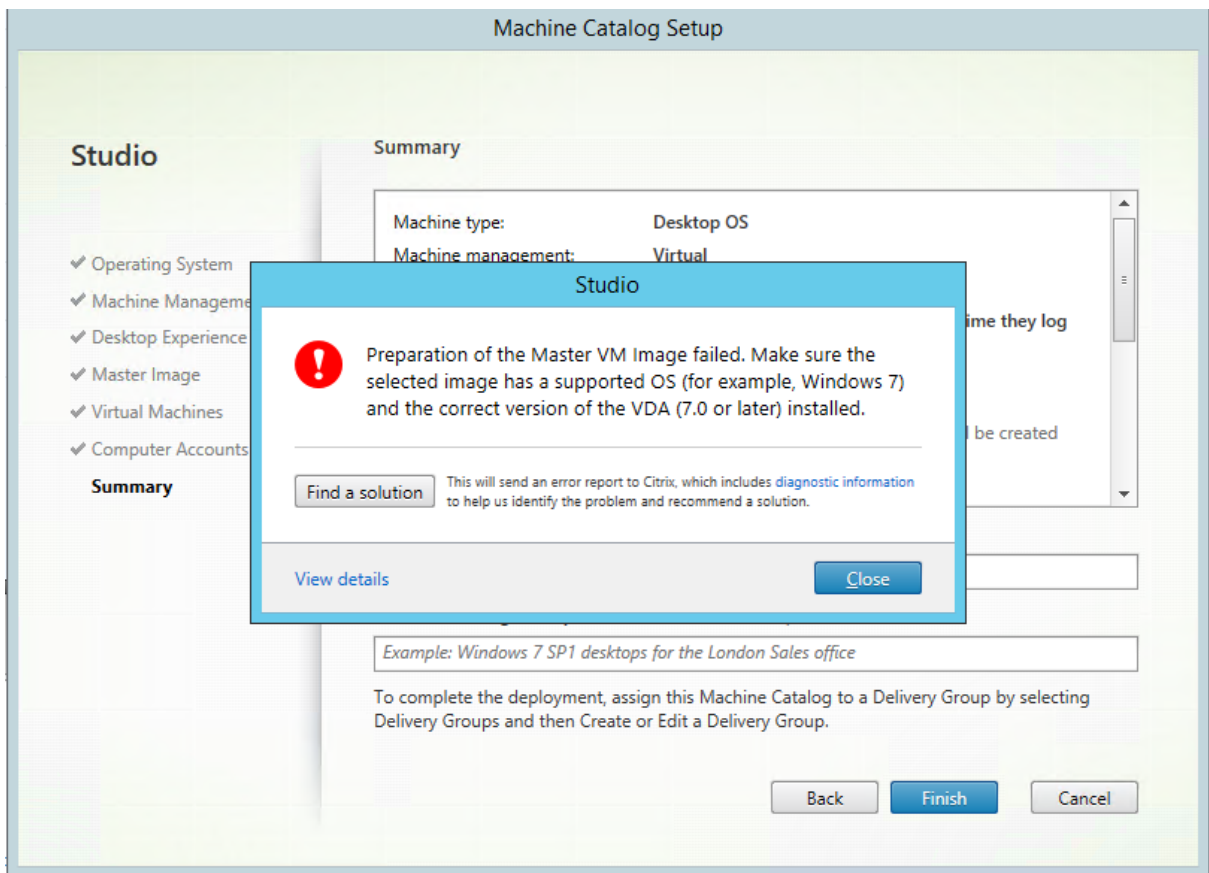 Machine Catalog Setup
Studio
Operating System
Machine Manageme
Desktop Experience
Master Image
Virtual Machines
Computer Accounts
Summary
Summary
Machine type: Desktop OS
Machine management: Virtual
ime they log
l be created
Studio
Preparation of the Master VM Image failed. Make sure the
selected image has a supported OS (for example, Windows 7)
and the correct version of the VDA (7.0 or later) installed.
Find a solution
This will send an error report to Citrix, which includes diagnostic information
to help us identify the problem and recommend a solution.
View details
Close
Example: Windows 7 SP1 desktops for the London Sales office
To complete the deployment, assign this Machine Catalog to a Delivery Group by selecting
Delivery Groups and then Create or Edit a Delivery Group.
Back Finish Cancel